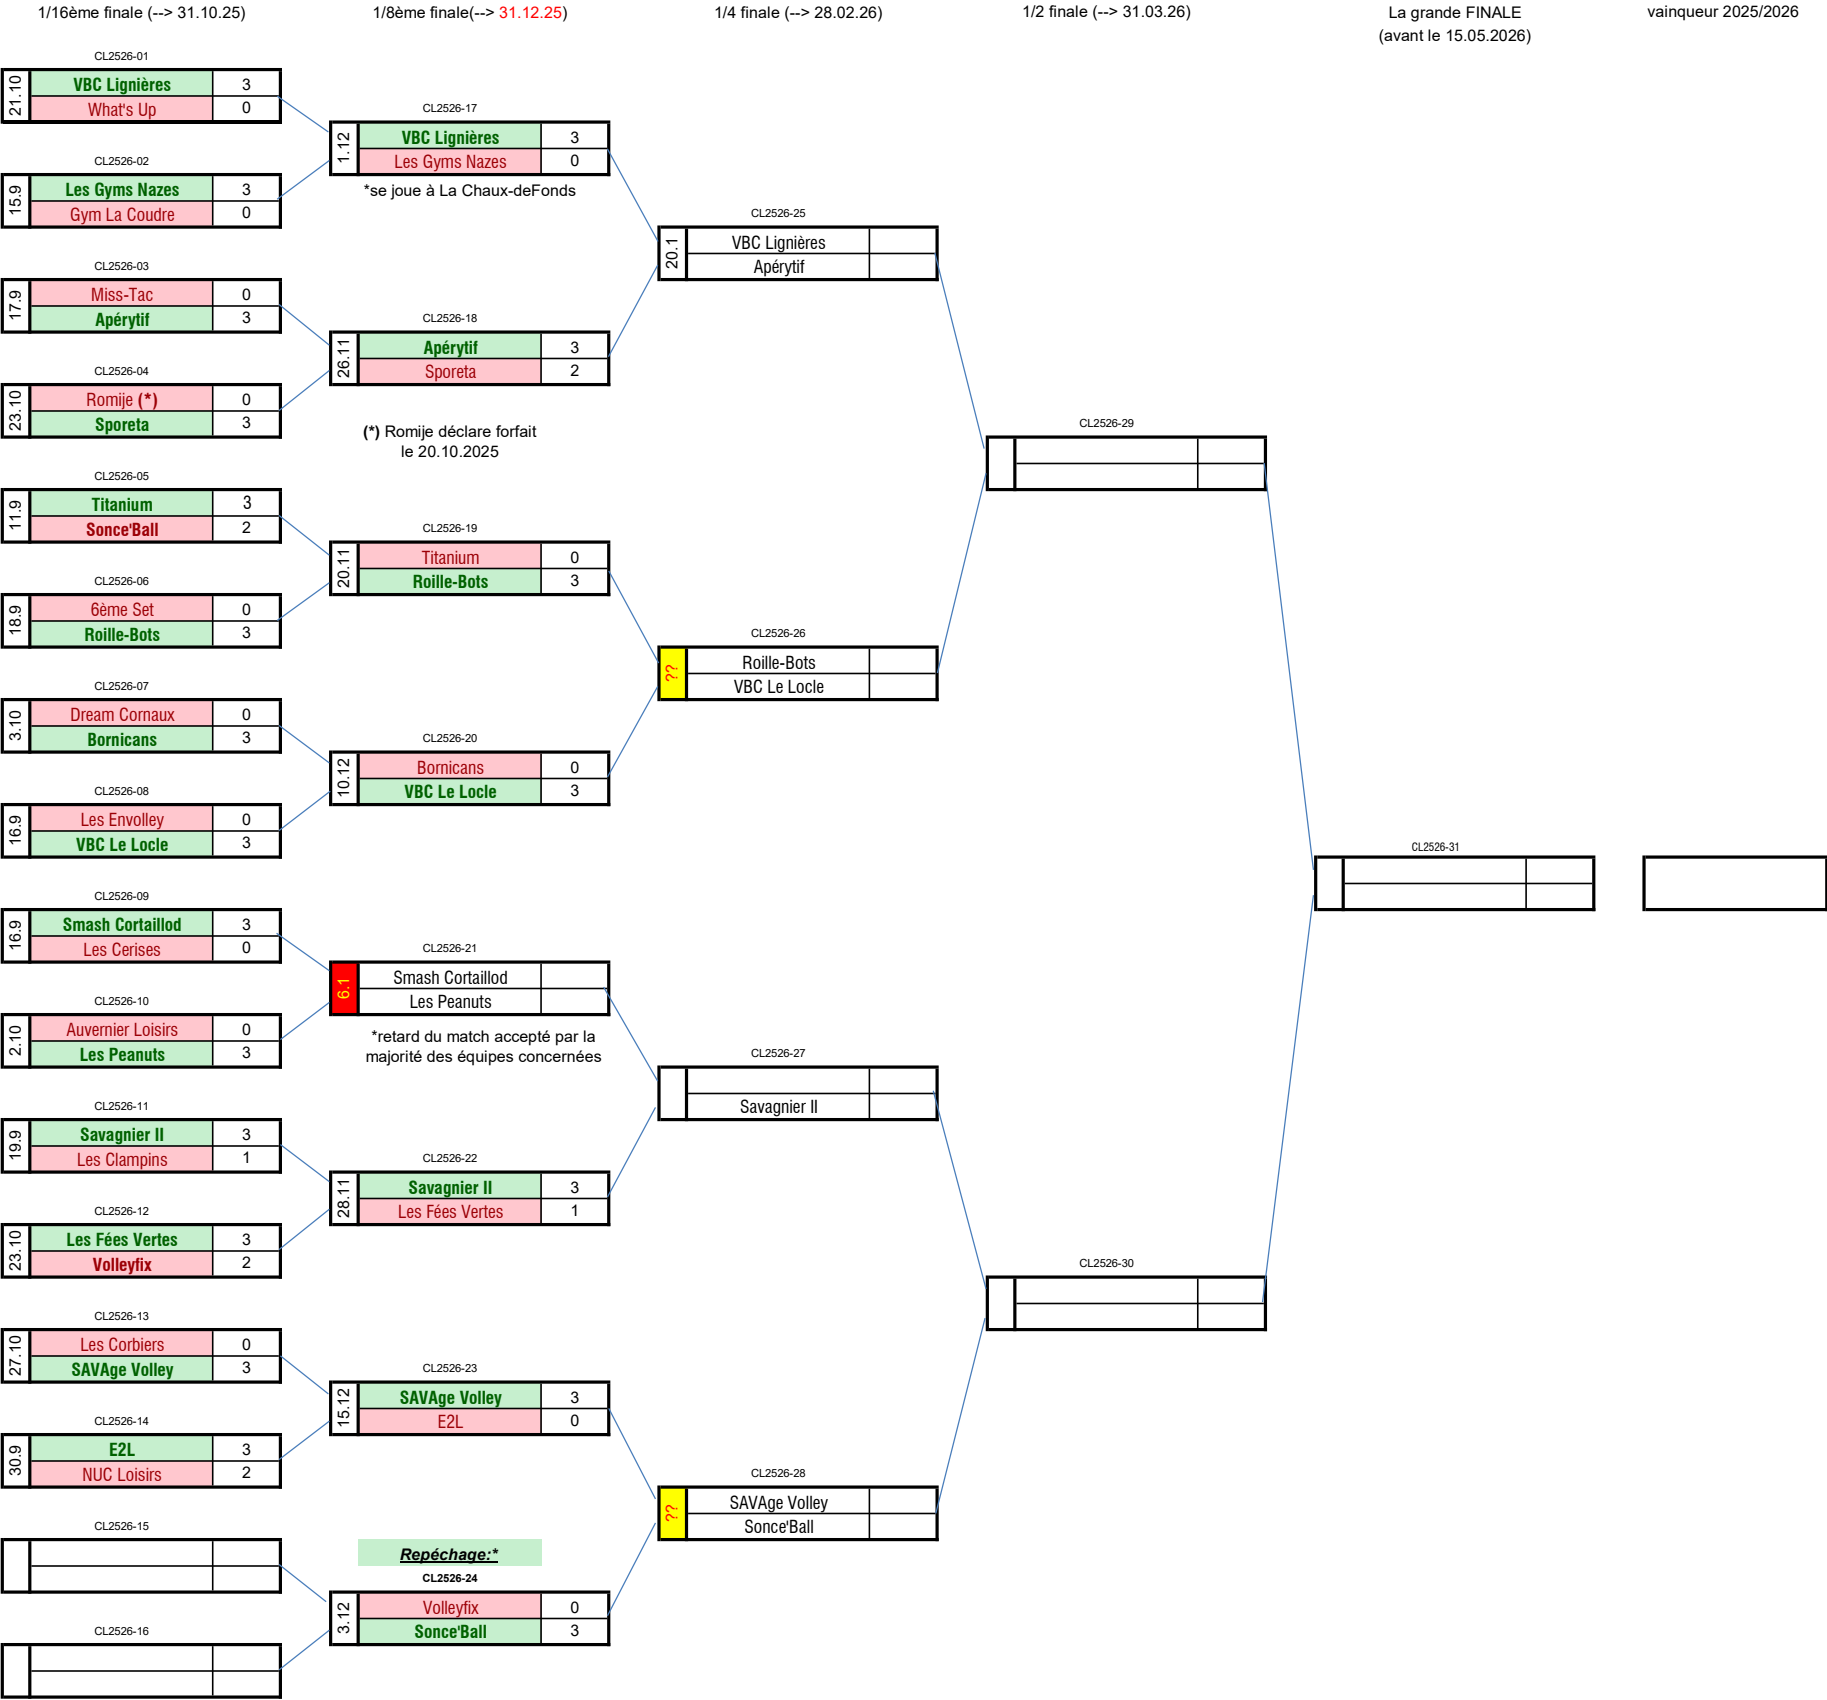 1/16ème finale (--> 31.10.25)
1/8ème finale(--> 31.12.25)
1/4 finale (--> 28.02.26)
1/2 finale (--> 31.03.26)
La grande FINALE
(avant le 15.05.2026)
vainqueur 2025/2026
CL2526-01
21.10
VBC Lignières 3
What's Up 0
CL2526-02
15.9
Les Gyms Nazes 3
Gym La Coudre 0
CL2526-03
17.9
Miss-Tac 0
Apérytif 3
CL2526-04
23.10
Romije (*) 0
Sporeta 3
CL2526-05
11.9
Titanium 3
Sonce'Ball 2
CL2526-06
18.9
6ème Set 0
Roille-Bots 3
CL2526-07
3.10
Dream Cornaux 0
Bornicans 3
CL2526-08
16.9
Les Envolley 0
VBC Le Locle 3
CL2526-09
16.9
Smash Cortaillod 3
Les Cerises 0
CL2526-10
2.10
Auvernier Loisirs 0
Les Peanuts 3
CL2526-11
19.9
Savagnier II 3
Les Clampins 1
CL2526-12
23.10
Les Fées Vertes 3
Volleyfix 2
CL2526-13
27.10
Les Corbiers 0
SAVAge Volley 3
CL2526-14
30.9
E2L 3
NUC Loisirs 2
CL2526-15
CL2526-16
CL2526-17
1.12
VBC Lignières 3
Les Gyms Nazes 0
*se joue à La Chaux-deFonds
CL2526-18
26.11
Apérytif 3
Sporeta 2
(*) Romije déclare forfait
le 20.10.2025
CL2526-19
20.11
Titanium 0
Roille-Bots 3
CL2526-20
10.12
Bornicans 0
VBC Le Locle 3
CL2526-21
6.1
Smash Cortaillod
Les Peanuts
*retard du match accepté par la
majorité des équipes concernées
CL2526-22
28.11
Savagnier II 3
Les Fées Vertes 1
CL2526-23
15.12
SAVAge Volley 3
E2L 0
Repéchage:*
CL2526-24
3.12
Volleyfix 0
Sonce'Ball 3
CL2526-25
20.1
VBC Lignières
Apérytif
CL2526-26
??
Roille-Bots
VBC Le Locle
CL2526-27
Savagnier II
CL2526-28
??
SAVAge Volley
Sonce'Ball
CL2526-29
CL2526-30
CL2526-31